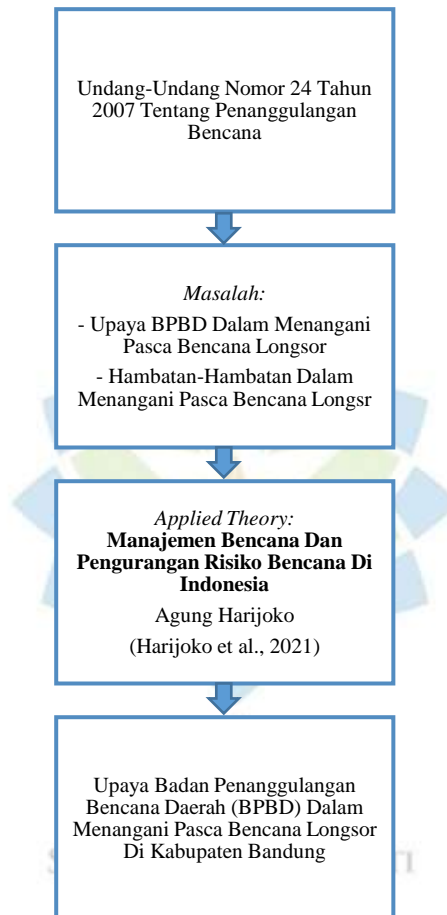 Undang-Undang Nomor 24 Tahun
2007 Tentang Penanggulangan
Bencana
Masalah:
- Upaya BPBD Dalam Menangani
Pasca Bencana Longsor
- Hambatan-Hambatan Dalam
Menangani Pasca Bencana Longsr
Applied Theory:
Manajemen Bencana Dan
Pengurangan Risiko Bencana Di
Indonesia
Agung Harijoko
(Harijoko et al., 2021)
Upaya Badan Penanggulangan
Bencana Daerah (BPBD) Dalam
Menangani Pasca Bencana Longsor
Di Kabupaten Bandung